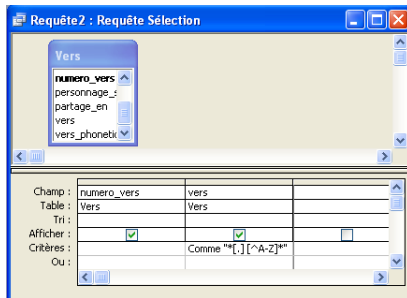 Requête2 : Requête Sélection
Vers
numero_vers
personnage_s
partage_en
vers
vers_phonetic
Champ : numero_vers vers
Table : Vers Vers
Tri :
Afficher :
Critères : Comme "*[.] [^A-Z]*"
Ou :